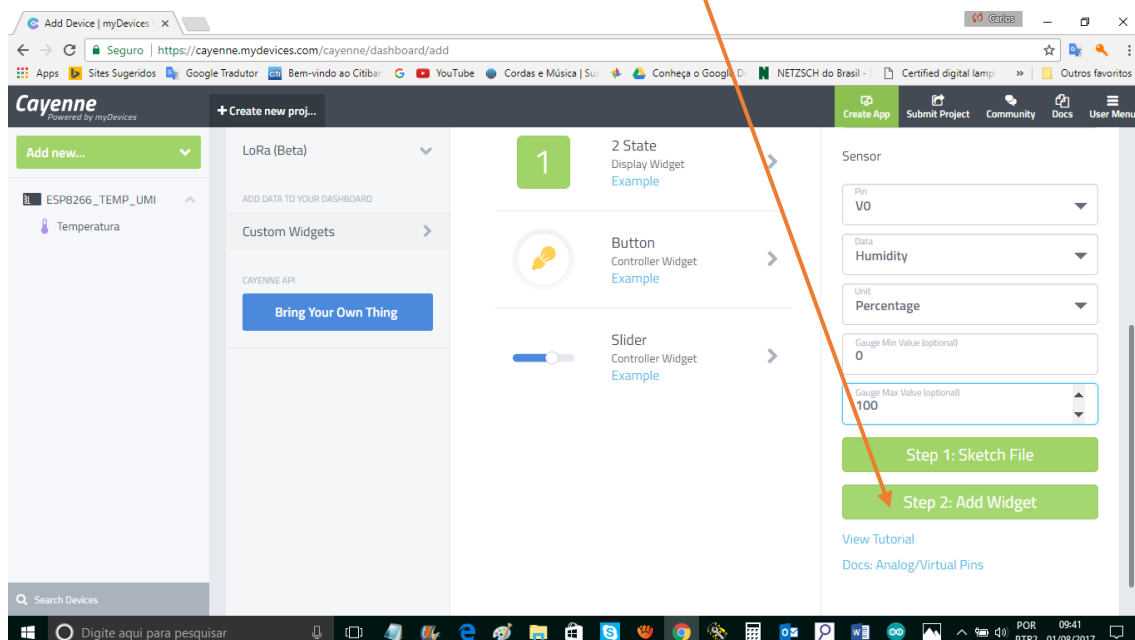 Add Device | myDevices
Carlos
Seguro | https://cayenne.mydevices.com/cayenne/dashboard/add
Apps Sites Sugeridos Google Tradutor Bem-vindo ao Citiban YouTube Cordas e Música | Su Conheça o Google D NETZSCH do Brasil - Certified digital lamp » Outros favoritos
Cayenne
Powered by myDevices
+ Create new proj...
Create App Submit Project Community Docs User Menu
Add new...
ESP8266_TEMP_UMI
Temperatura
LoRa (Beta)
ADD DATA TO YOUR DASHBOARD
Custom Widgets
CAYENNE API
Bring Your Own Thing
1
2 State
Display Widget
Example
Button
Controller Widget
Example
Slider
Controller Widget
Example
Sensor
Pin
V0
Data
Humidity
Unit
Percentage
Gauge Min Value (optional)
0
Gauge Max Value (optional)
100
Step 1: Sketch File
Step 2: Add Widget
View Tutorial
Docs: Analog/Virtual Pins
Search Devices
Digite aqui para pesquisar
POR 09:41
PTB2 01/08/2017